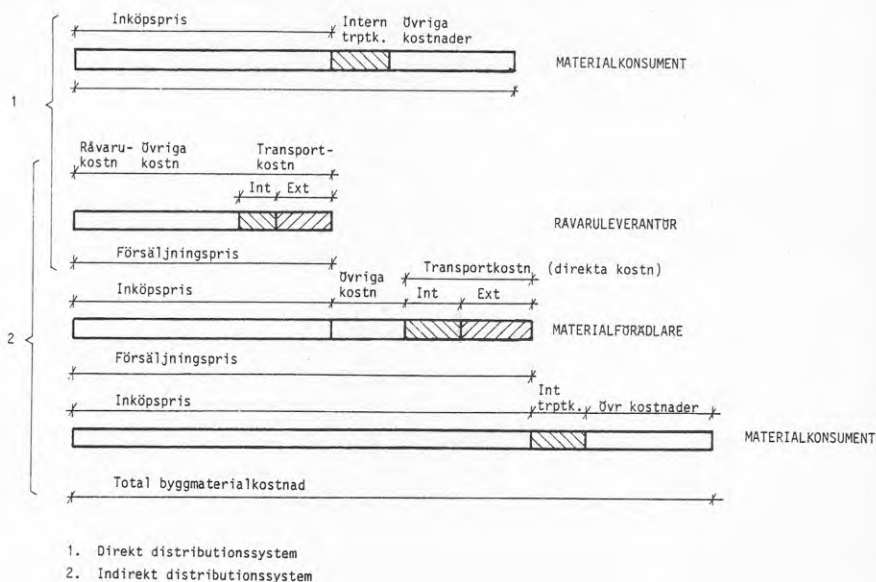 Inköpspris Intern Övriga
trptk. kostnader
MATERIALKONSUMENT
1
Råvaru- Övriga Transport-
kostn kostn kostn
Int Ext
RÅVARULEVERANTÖR
Försäljningspris
Övriga Transportkostn (direkta kostn)
Inköpspris kostn Int Ext
2
MATERIALFÖRÄDLARE
Försäljningspris
Int
Inköpspris trptk. Övr kostnader
MATERIALKONSUMENT
Total byggmaterialkostnad
1. Direkt distributionssystem
2. Indirekt distributionssystem